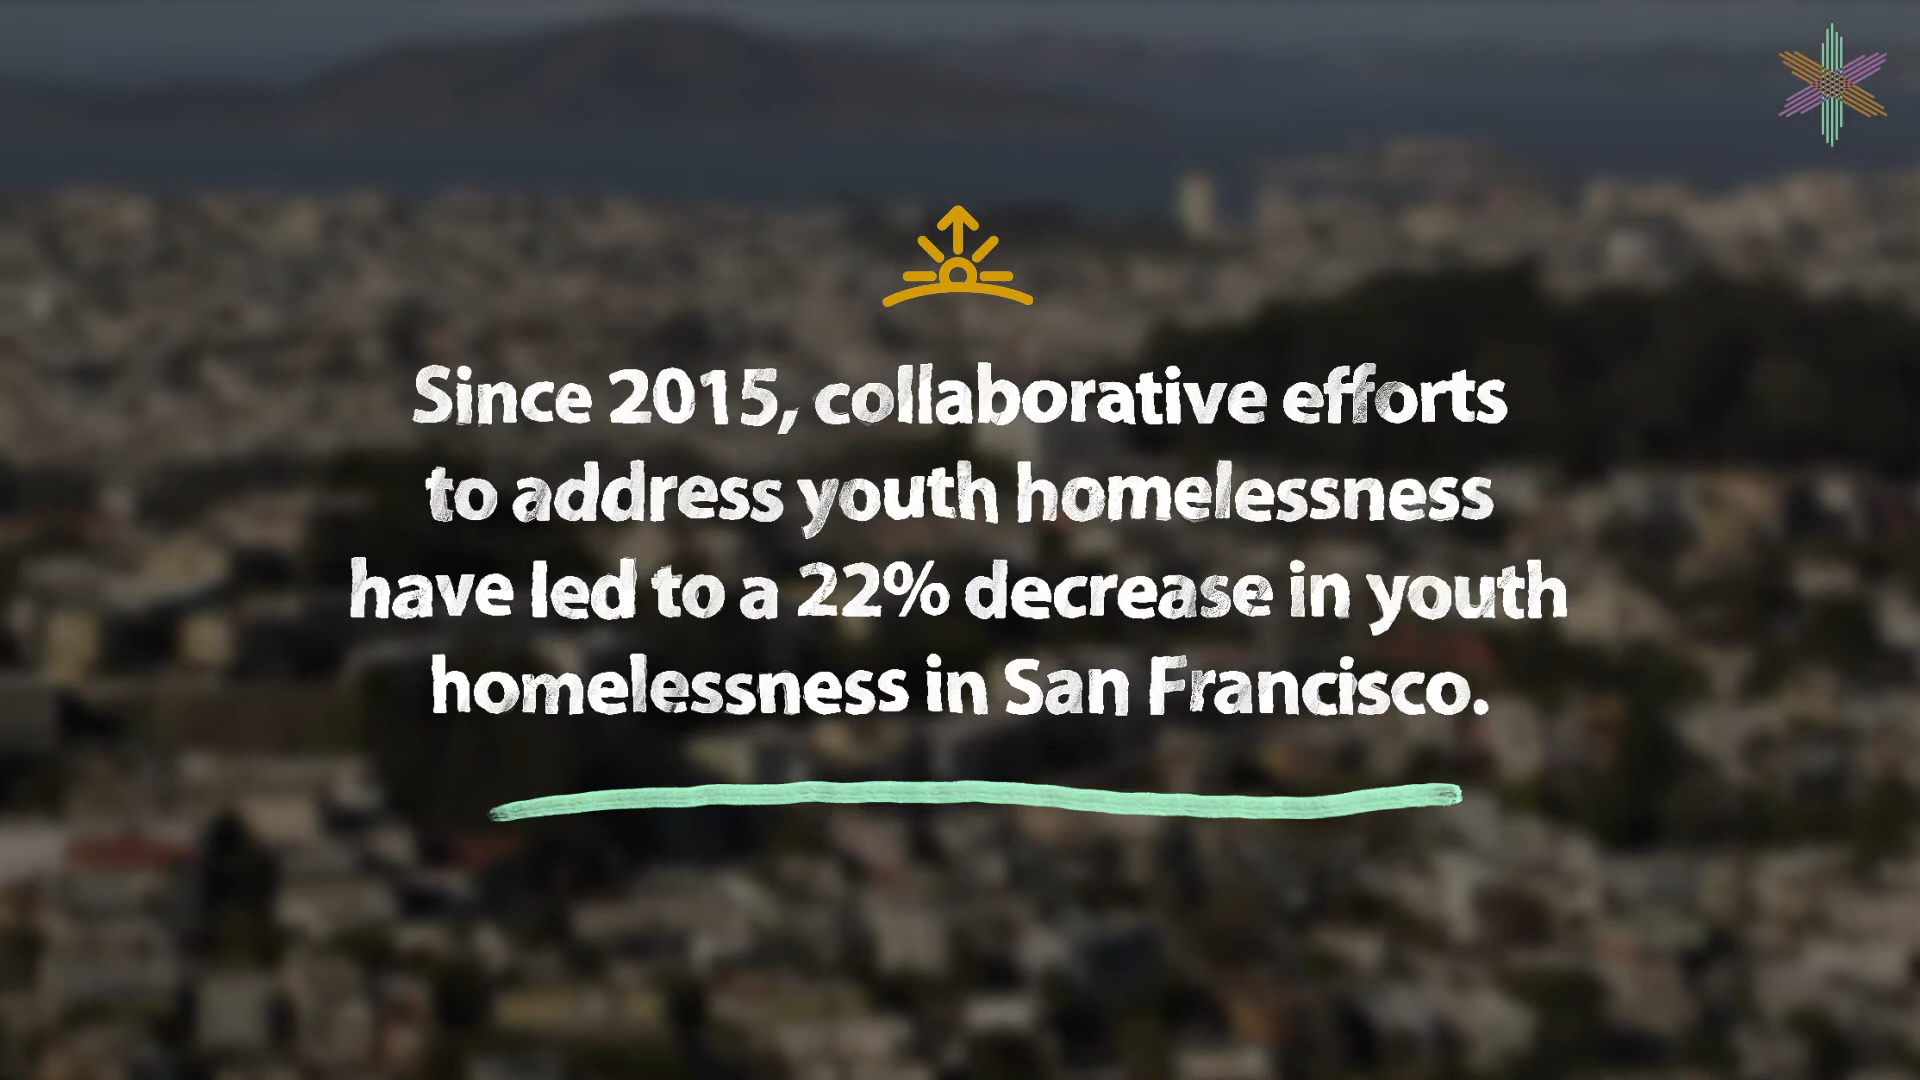 Since 2015, collaborative efforts
to address youth homelessness
have led to a 22% decrease in youth
homelessness in San Francisco.